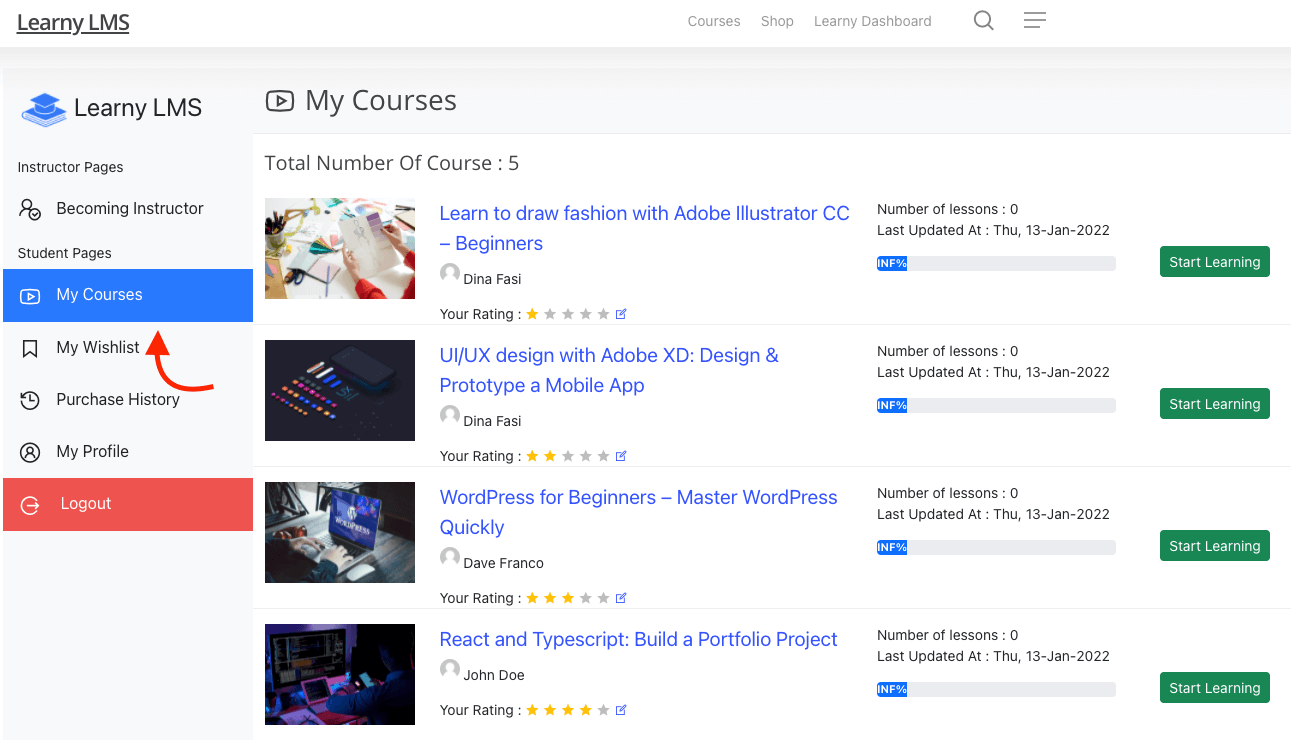 Learny LMS
Courses Shop Learny Dashboard
Learny LMS
Instructor Pages
Becoming Instructor
Student Pages
My Courses
My Wishlist
Purchase History
My Profile
Logout
My Courses
Total Number Of Course : 5
Learn to draw fashion with Adobe Illustrator CC
– Beginners
Dina Fasi
Your Rating :
Number of lessons : 0
Last Updated At : Thu, 13-Jan-2022
INF%
Start Learning
UX
UI/UX design with Adobe XD: Design &
Prototype a Mobile App
Dina Fasi
Your Rating :
Number of lessons : 0
Last Updated At : Thu, 13-Jan-2022
INF%
Start Learning
WORDPRESS
WordPress for Beginners – Master WordPress
Quickly
Dave Franco
Your Rating :
Number of lessons : 0
Last Updated At : Thu, 13-Jan-2022
INF%
Start Learning
React and Typescript: Build a Portfolio Project
John Doe
Your Rating :
Number of lessons : 0
Last Updated At : Thu, 13-Jan-2022
INF%
Start Learning